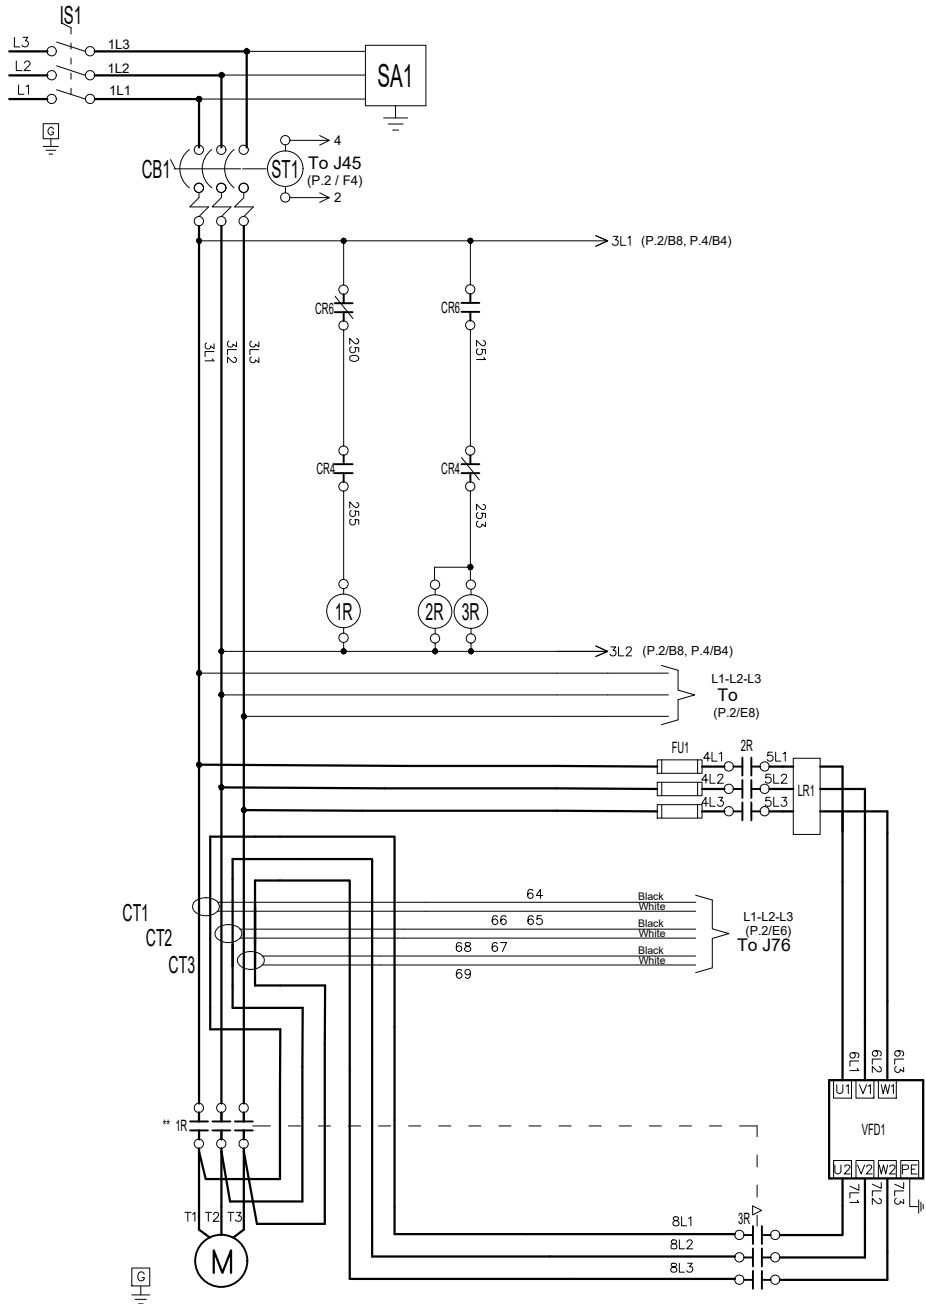 IS1
L3 1L3
L2 1L2
L1 1L1
SA1
G
CB1
ST1
4
To J45
(P.2 / F4)
2
3L1 (P.2/B8, P.4/B4)
CR6
CR6
3L1
3L2
3L3
250
251
CR4
CR4
255
253
1R
2R
3R
3L2 (P.2/B8, P.4/B4)
L1-L2-L3
To
(P.2/E8)
FU1
2R
4L1 5L1
4L2 5L2
4L3 5L3
LR1
CT1
CT2
CT3
64
Black
White
66 65
Black
White
68 67
Black
White
69
L1-L2-L3
(P.2/E6)
To J76
6L1
6L2
6L3
U1 V1 W1
VFD1
U2 V2 W2 PE
7L1
7L2
7L3
** 1R
T1 T2 T3
M
3R
8L1
8L2
8L3
G